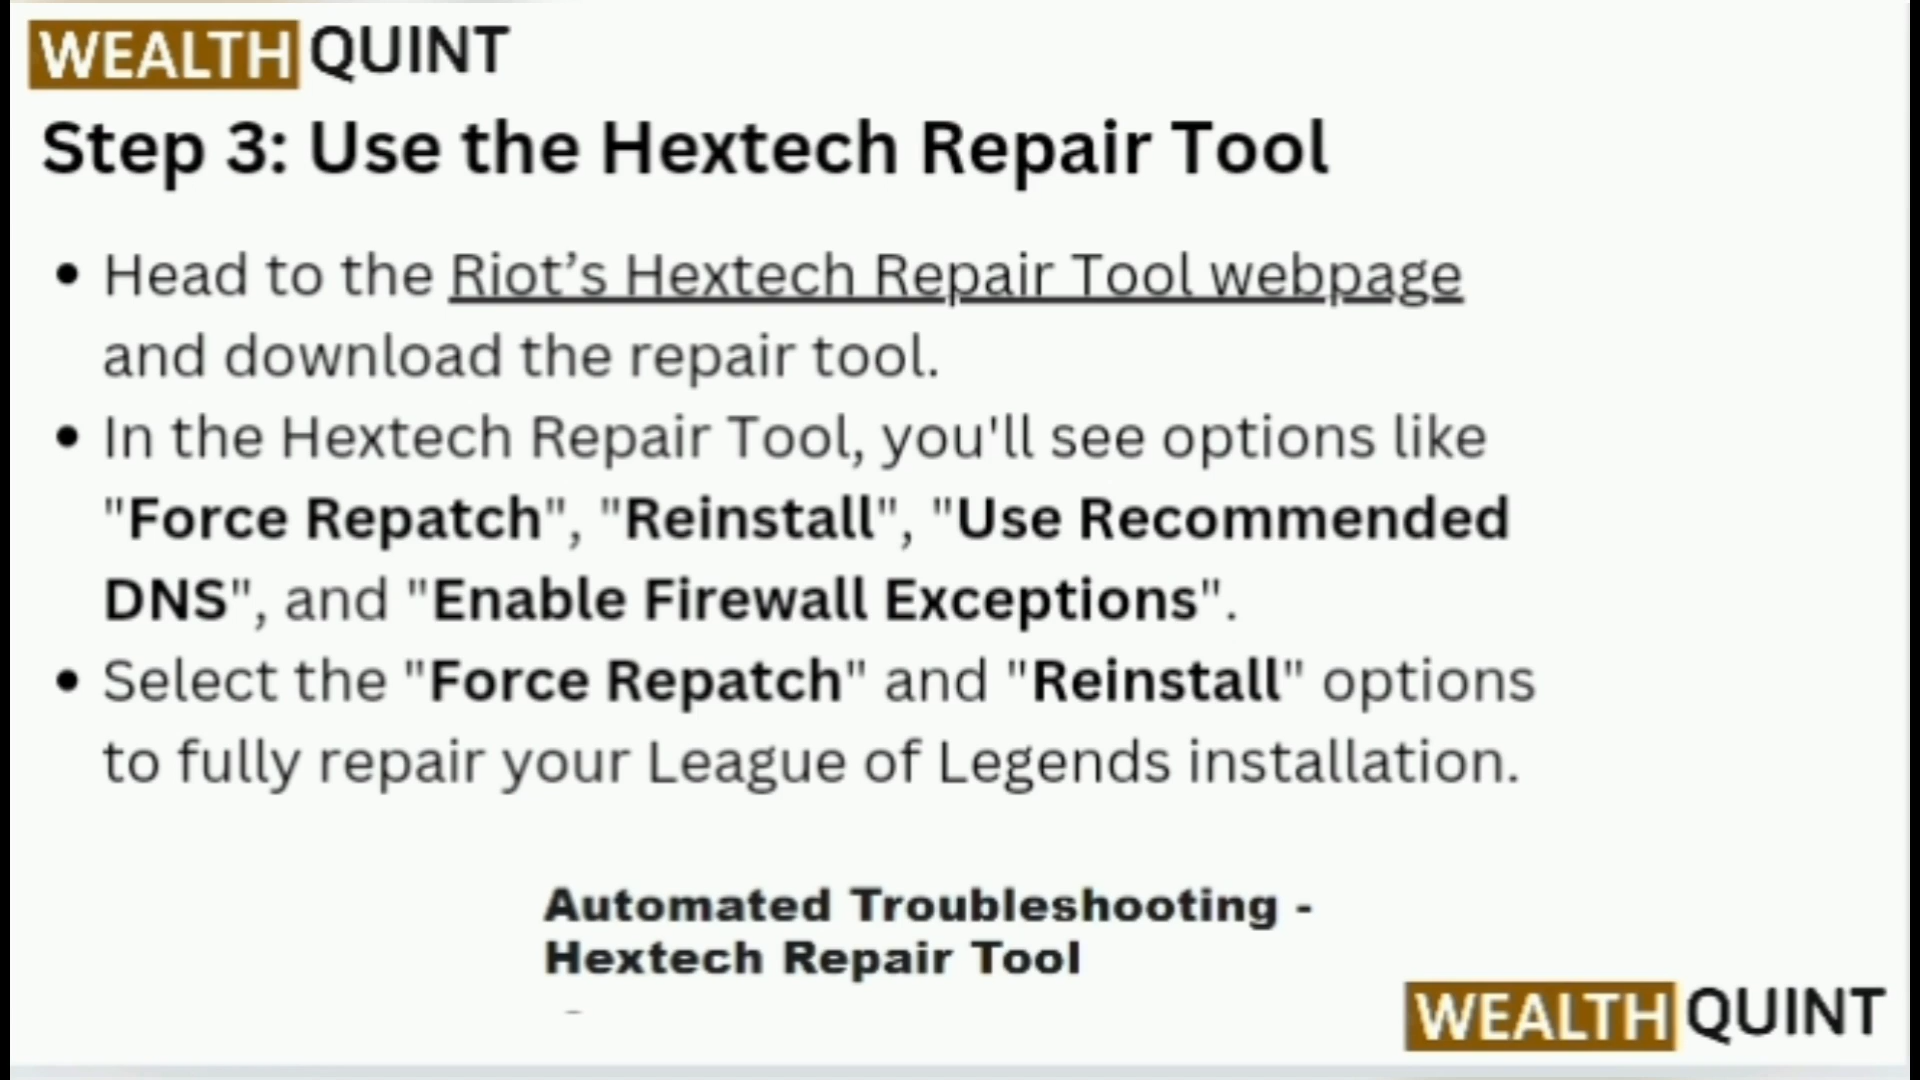 WEALTH QUINT
Step 3: Use the Hextech Repair Tool
• Head to the Riot’s Hextech Repair Tool webpage
and download the repair tool.
• In the Hextech Repair Tool, you'll see options like
"Force Repatch", "Reinstall", "Use Recommended
DNS", and "Enable Firewall Exceptions".
• Select the "Force Repatch" and "Reinstall" options
to fully repair your League of Legends installation.
Automated Troubleshooting -
Hextech Repair Tool
WEALTH QUINT